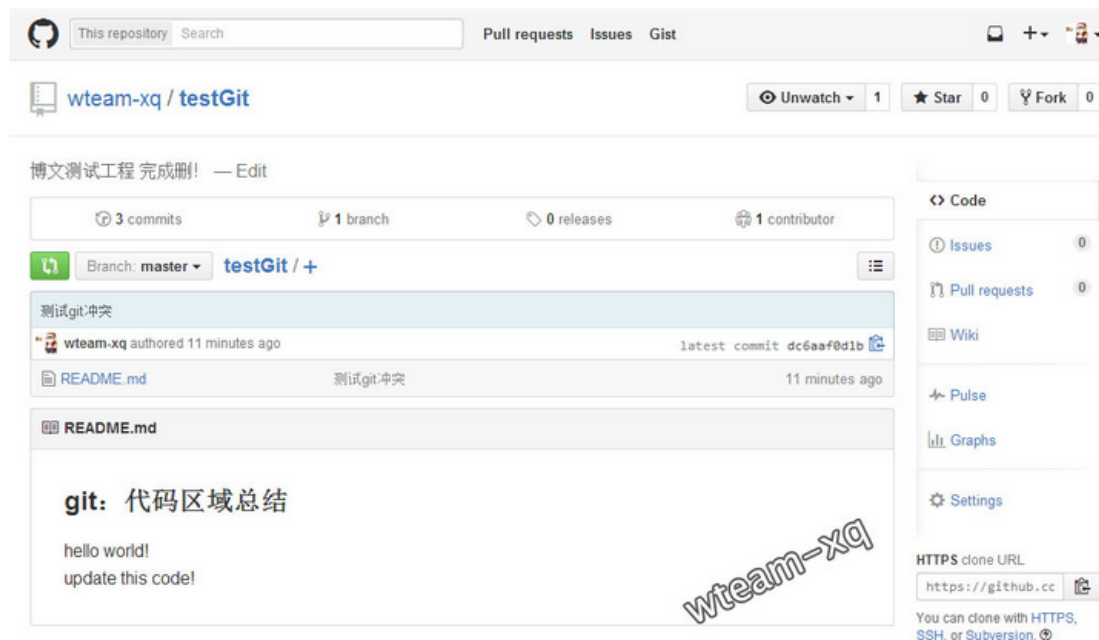 This repository Search Pull requests Issues Gist
wteam-xq / testGit Unwatch 1 Star 0 Fork 0
博文测试工程 完成删! — Edit
3 commits 1 branch 0 releases 1 contributor
Branch: master testGit / +
测试git冲突
wteam-xq authored 11 minutes ago latest commit dc6aaf0d1b
README.md 测试git冲突 11 minutes ago
README.md
git：代码区域总结
hello world!
update this code!
wteam-xq
Code
Issues 0
Pull requests 0
Wiki
Pulse
Graphs
Settings
HTTPS clone URL
https://github.cc
You can clone with HTTPS,
SSH, or Subversion.